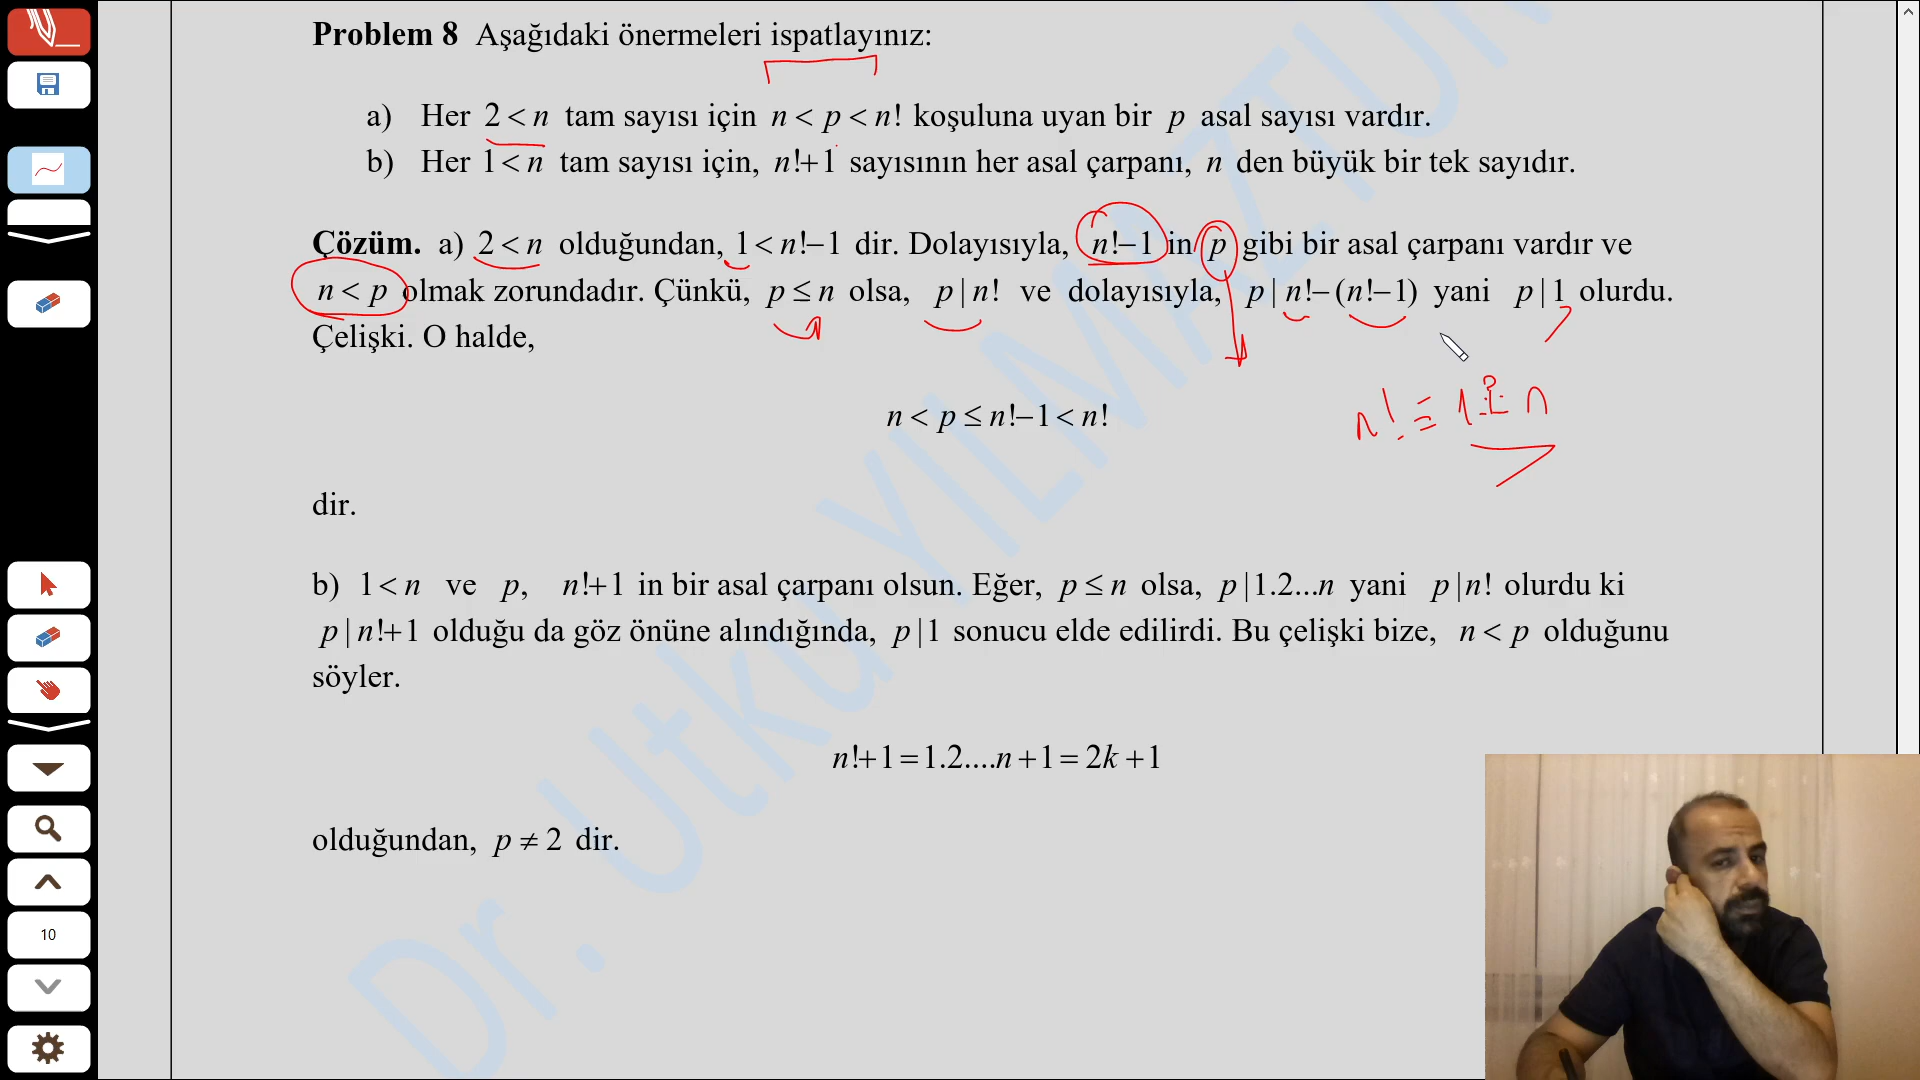 Problem 8 Aşağıdaki önermeleri ispatlayınız:
a) Her 2 < n tam sayısı için n < p < n! koşuluna uyan bir p asal sayısı vardır.
b) Her 1 < n tam sayısı için, n!+1 sayısının her asal çarpanı, n den büyük bir tek sayıdır.
Çözüm. a) 2 < n olduğundan, 1 < n!−1 dir. Dolayısıyla, n!−1 in p gibi bir asal çarpanı vardır ve
n < p olmak zorundadır. Çünkü, p ≤ n olsa, p | n! ve dolayısıyla, p | n!−(n!−1) yani p | 1 olurdu.
Çelişki. O halde,
n < p ≤ n!−1 < n!
dir.
b) 1 < n ve p, n!+1 in bir asal çarpanı olsun. Eğer, p ≤ n olsa, p | 1.2...n yani p | n! olurdu ki
p | n!+1 olduğu da göz önüne alındığında, p | 1 sonucu elde edilirdi. Bu çelişki bize, n < p olduğunu
söyler.
n!+1 = 1.2....n +1 = 2k +1
olduğundan, p ≠ 2 dir.
Dr. Utku YILMAZTÜRK
10